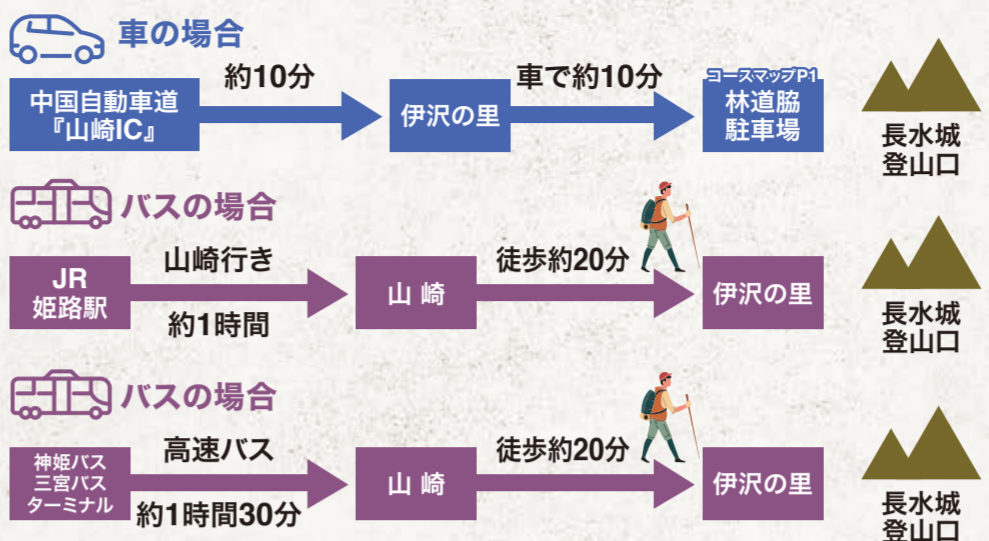 車の場合
中国自動車道
『山崎IC』
約10分
伊沢の里
車で約10分
コースマップP1
林道脇
駐車場
長水城
登山口
バスの場合
JR
姫路駅
山崎行き
約1時間
山 崎
徒歩約20分
伊沢の里
長水城
登山口
バスの場合
神姫バス
三宮バス
ターミナル
高速バス
約1時間30分
山 崎
徒歩約20分
伊沢の里
長水城
登山口